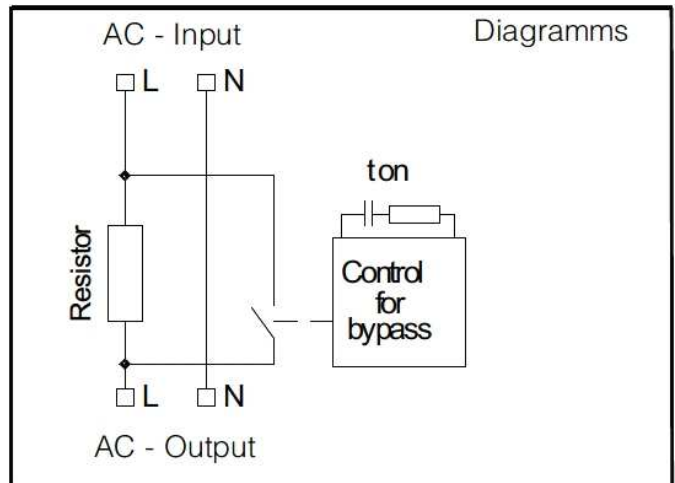 AC - Input
Diagramms
L N
ton
Resistor
Control
for
bypass
L N
AC - Output